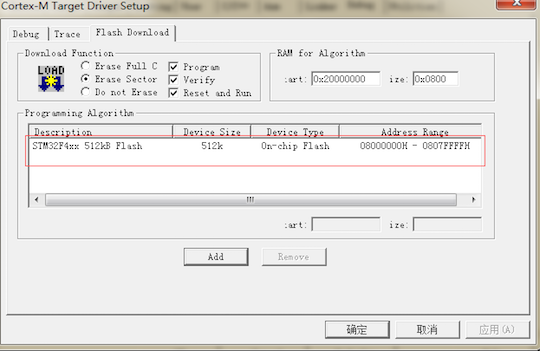 Cortex-M Target Driver Setup
Debug
Trace
Flash Download
Download Function
LOAD
Erase Full C
Erase Sector
Do not Erase
Program
Verify
Reset and Run
RAM for Algorithm
:art:
0x20000000
ize:
0x0800
Programming Algorithm
Description
Device Size
Device Type
Address Range
STM32F4xx 512kB Flash
512k
On-chip Flash
08000000H - 0807FFFFH
:art:
ize:
Add
Remove
确定
取消
应用(A)